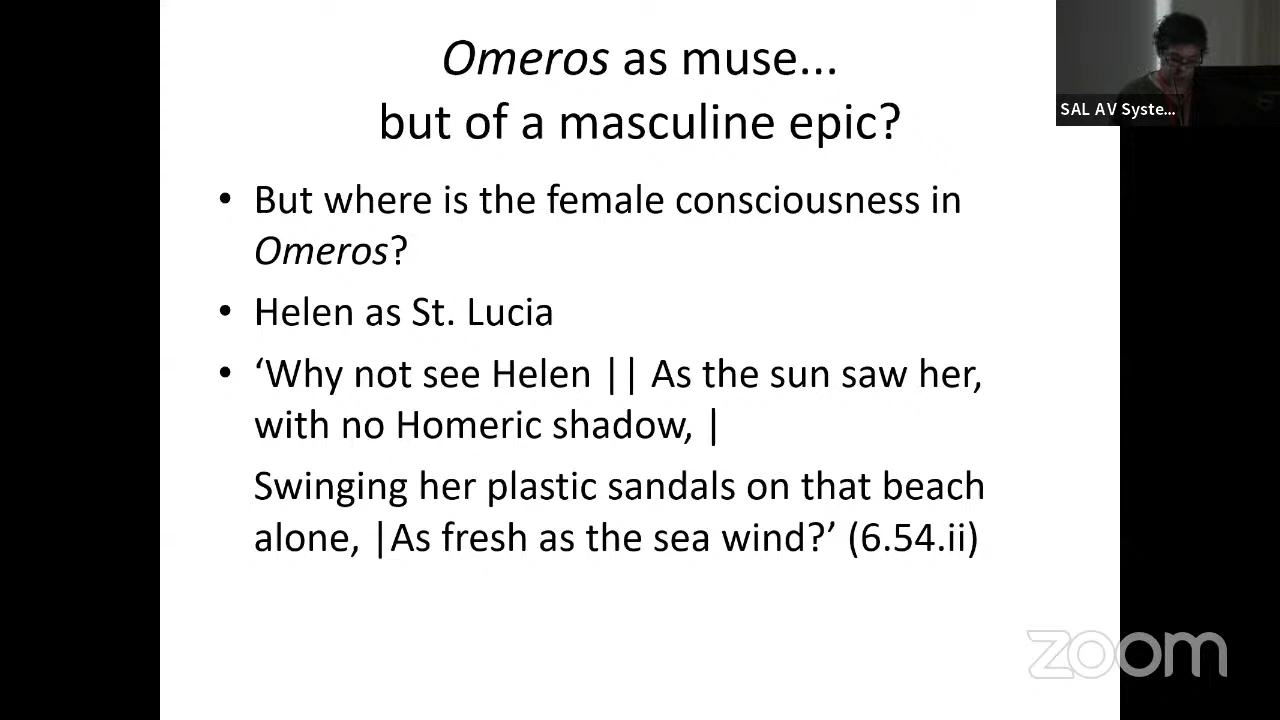 Omeros as muse...
but of a masculine epic?
SAL AV Syste...
• But where is the female consciousness in
Omeros?
• Helen as St. Lucia
• ‘Why not see Helen || As the sun saw her,
with no Homeric shadow, |
Swinging her plastic sandals on that beach
alone, |As fresh as the sea wind?’ (6.54.ii)
zoom